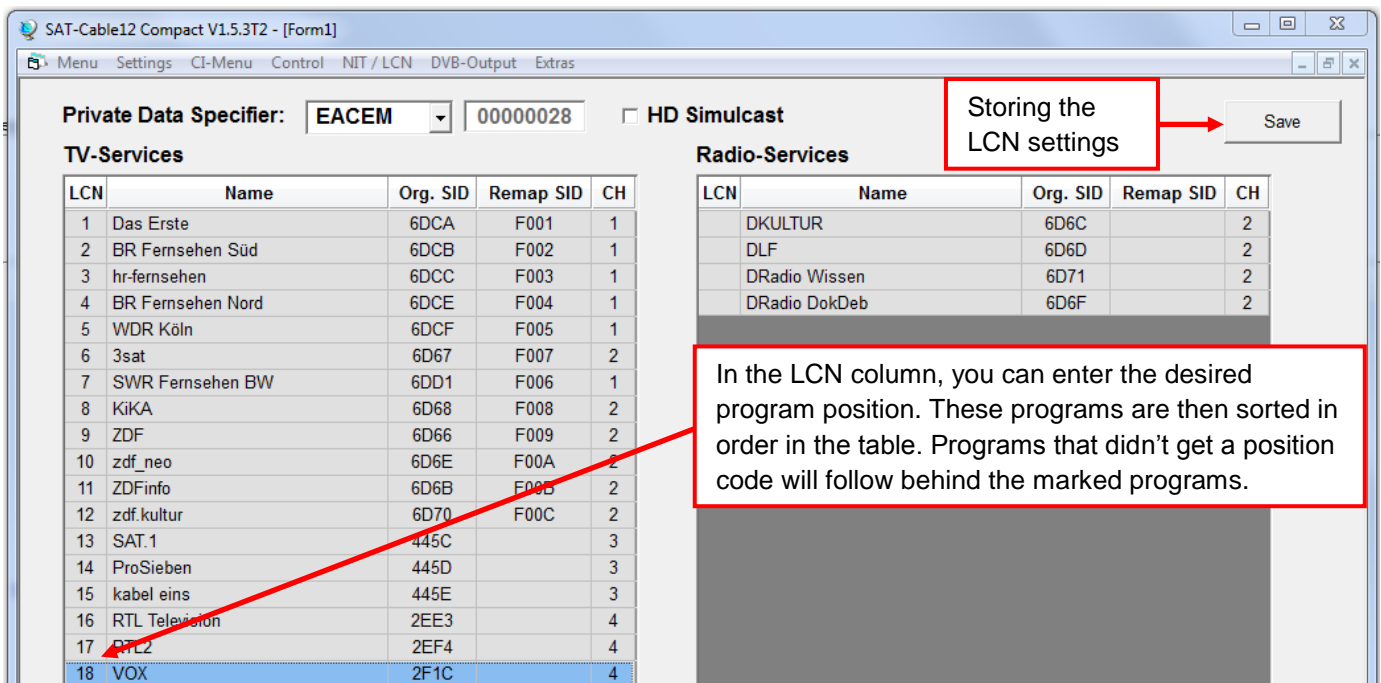 SAT-Cable12 Compact V1.5.3T2 - [Form1]
Menu Settings CI-Menu Control NIT / LCN DVB-Output Extras
Private Data Specifier: EACEM 00000028 HD Simulcast
Storing the
LCN settings
Save
TV-Services
LCN Name Org. SID Remap SID CH
1 Das Erste 6DCA F001 1
2 BR Fernsehen Süd 6DCB F002 1
3 hr-fernsehen 6DCC F003 1
4 BR Fernsehen Nord 6DCE F004 1
5 WDR Köln 6DCF F005 1
6 3sat 6D67 F007 2
7 SWR Fernsehen BW 6DD1 F006 1
8 KiKA 6D68 F008 2
9 ZDF 6D66 F009 2
10 zdf_neo 6D6E F00A 2
11 ZDFinfo 6D6B F00B 2
12 zdf.kultur 6D70 F00C 2
13 SAT.1 445C 3
14 ProSieben 445D 3
15 kabel eins 445E 3
16 RTL Television 2EE3 4
17 RTL2 2EF4 4
18 VOX 2F1C 4
Radio-Services
LCN Name Org. SID Remap SID CH
DKULTUR 6D6C 2
DLF 6D6D 2
DRadio Wissen 6D71 2
DRadio DokDeb 6D6F 2
In the LCN column, you can enter the desired
program position. These programs are then sorted in
order in the table. Programs that didn’t get a position
code will follow behind the marked programs.